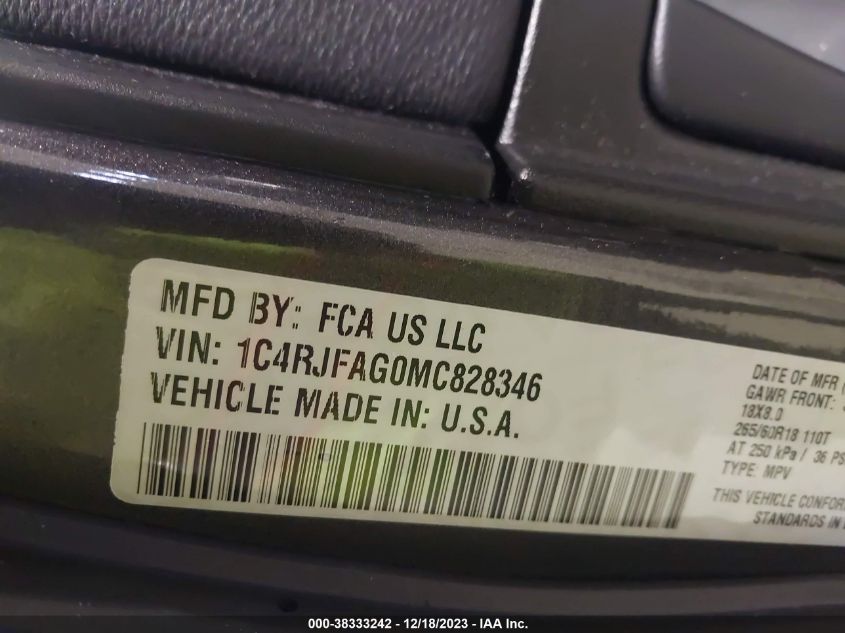 MFD BY: FCA US LLC
VIN: 1C4RJFAG0MC828346
VEHICLE MADE IN: U.S.A.
DATE OF MFR
GAWR FRONT:
18X8.0
265/60R18 110T
AT 250 kPa / 36 PS
TYPE: MPV
THIS VEHICLE CONFOR
STANDARDS IN
000-38333242 - 12/18/2023 - IAA Inc.